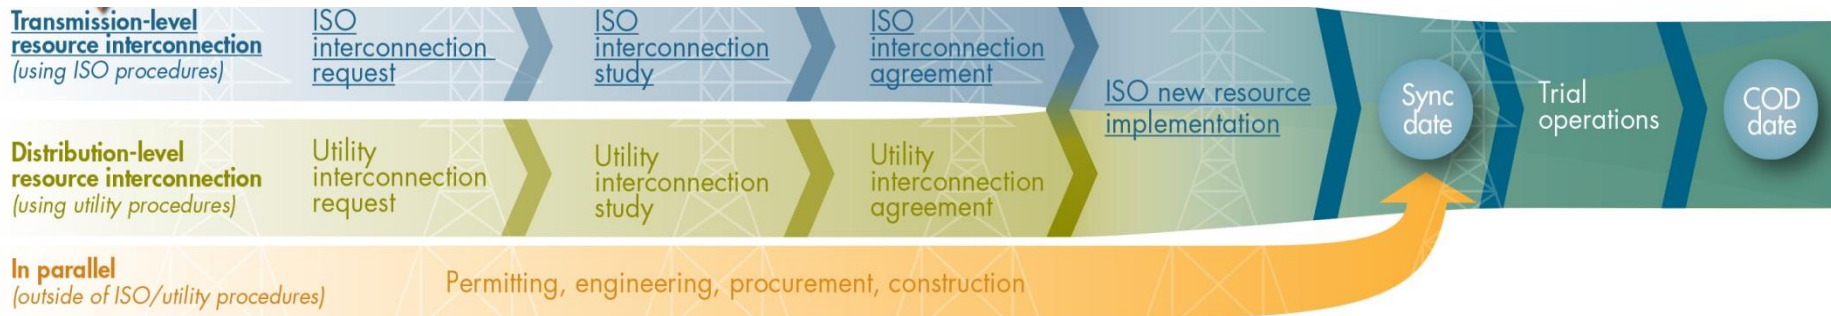 Transmission-level
resource interconnection
(using ISO procedures)
ISO
interconnection
request
ISO
interconnection
study
ISO
interconnection
agreement
Distribution-level
resource interconnection
(using utility procedures)
Utility
interconnection
request
Utility
interconnection
study
Utility
interconnection
agreement
ISO new resource
implementation
Sync
date
Trial
operations
COD
date
In parallel
(outside of ISO/utility procedures)
Permitting, engineering, procurement, construction